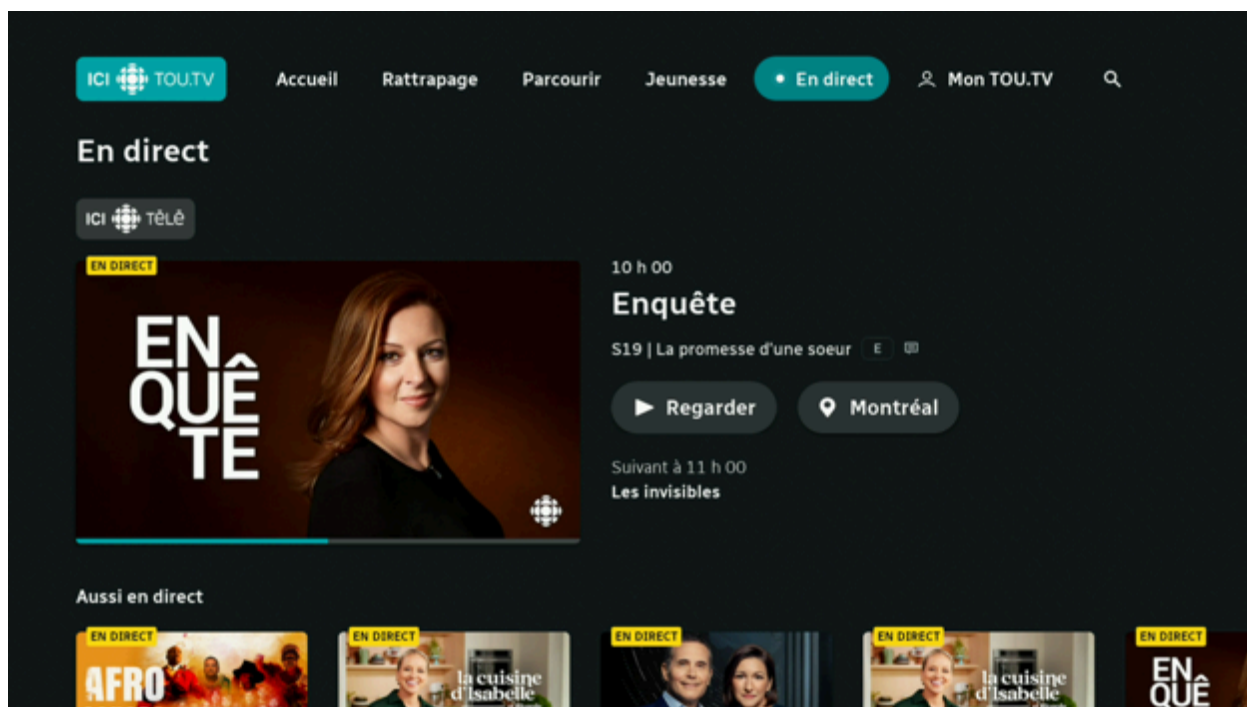 ICI TOU.TV Accueil Rattrapage Parcourir Jeunesse En direct Mon TOU.TV
En direct
ICI TÊLÊ
EN DIRECT
EN
QUÊ
TE
10 h 00
Enquête
S19 | La promesse d'une soeur E
Regarder Montréal
Suivant à 11 h 00
Les invisibles
Aussi en direct
EN DIRECT
AFRO
EN DIRECT
la cuisine
d'Isabelle
EN DIRECT
EN DIRECT
la cuisine
d'Isabelle
EN DIRECT
EN
QUÊ